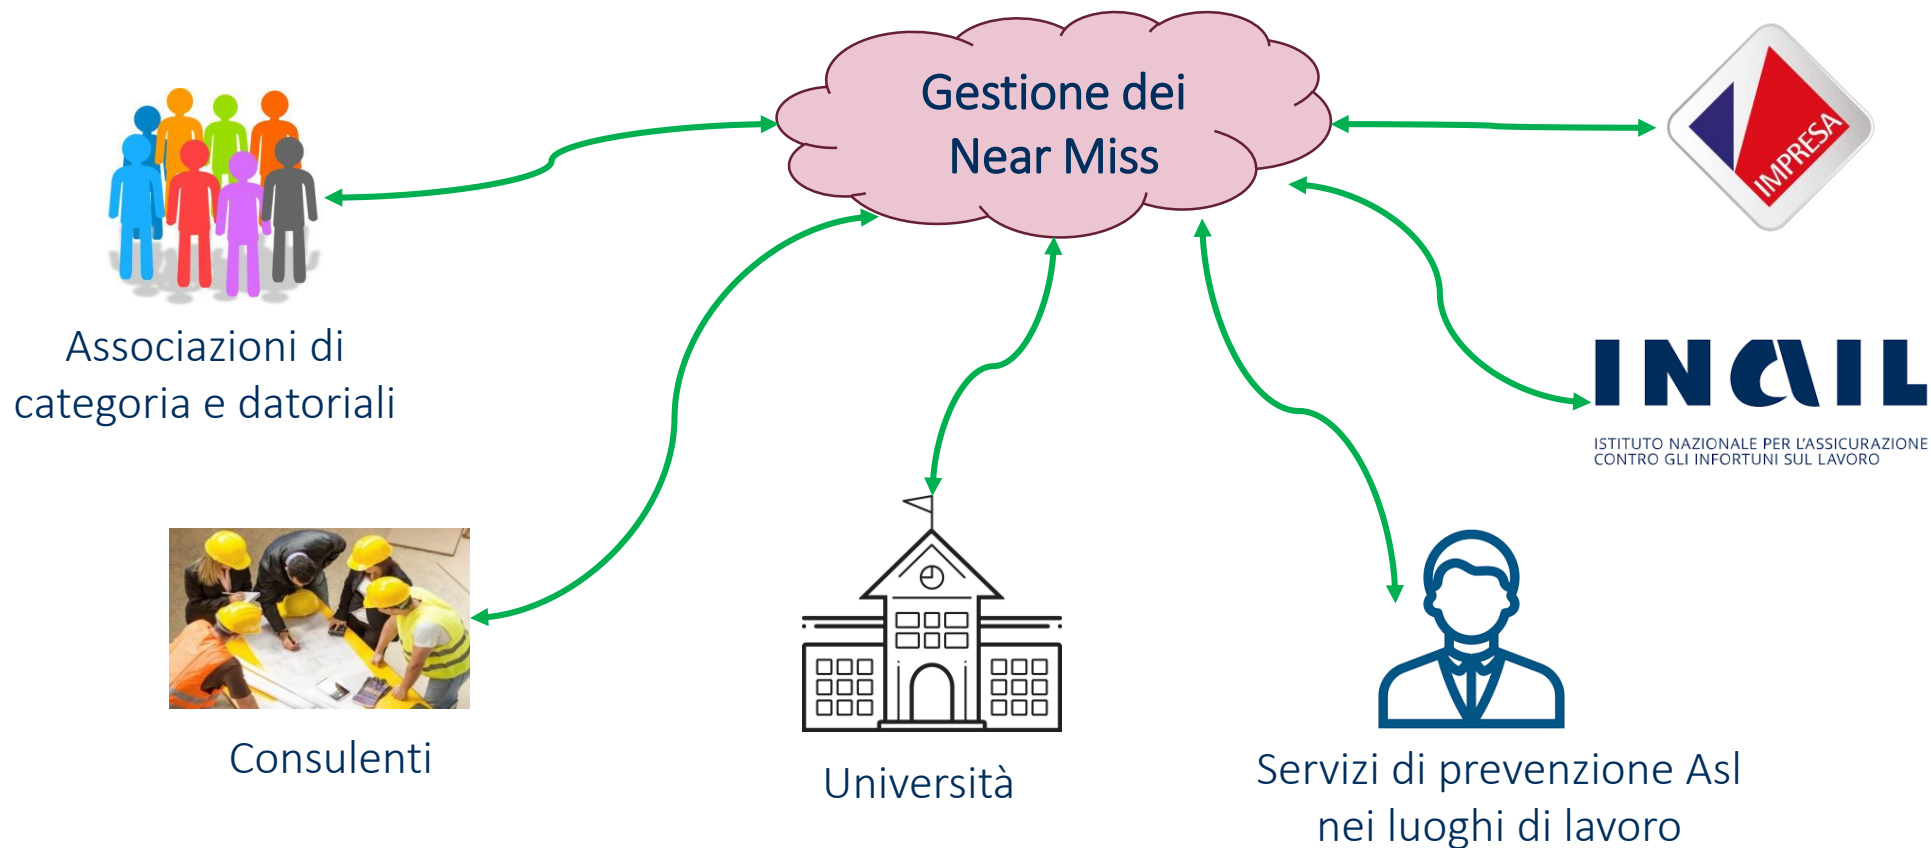 Gestione dei
Near Miss
IMPRESA
Associazioni di
categoria e datoriali
INAIL
ISTITUTO NAZIONALE PER L'ASSICURAZIONE
CONTRO GLI INFORTUNI SUL LAVORO
Consulenti
Università
Servizi di prevenzione Asl
nei luoghi di lavoro